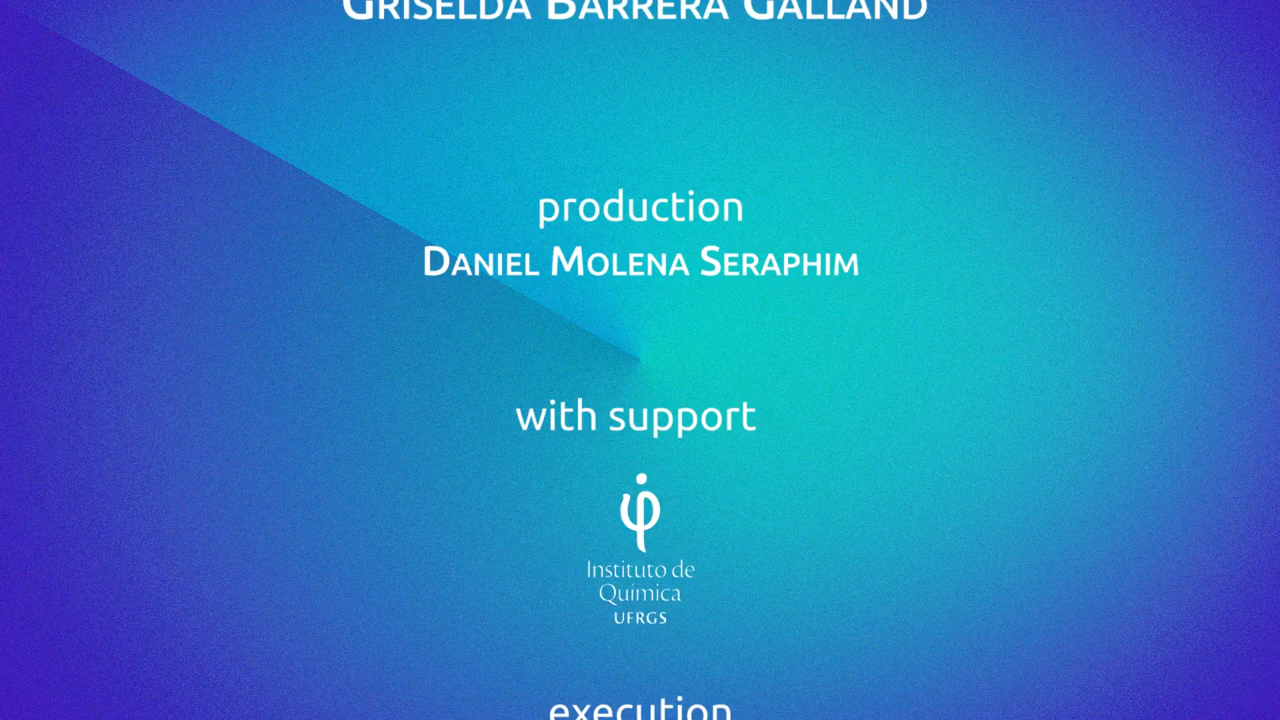 GRISELDA BARRERA GALLAND
production
DANIEL MOLENA SERAPHIM
with support
Instituto de
Química
UFRGS
execution